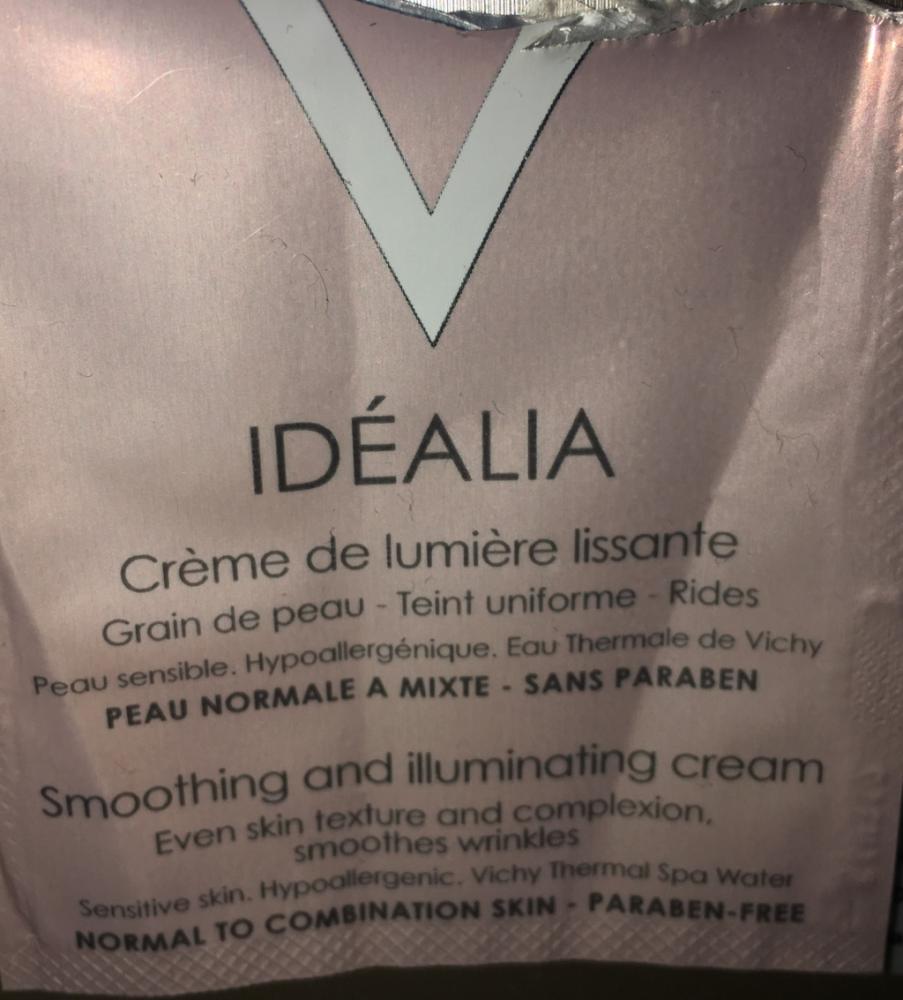 V
IDÉALIA
Crème de lumière lissante
Grain de peau - Teint uniforme - Rides
Peau sensible. Hypoallergénique. Eau Thermale de Vichy
PEAU NORMALE A MIXTE - SANS PARABEN
Smoothing and illuminating cream
Even skin texture and complexion,
smoothes wrinkles
Sensitive skin. Hypoallergenic. Vichy Thermal Spa Water
NORMAL TO COMBINATION SKIN - PARABEN-FREE